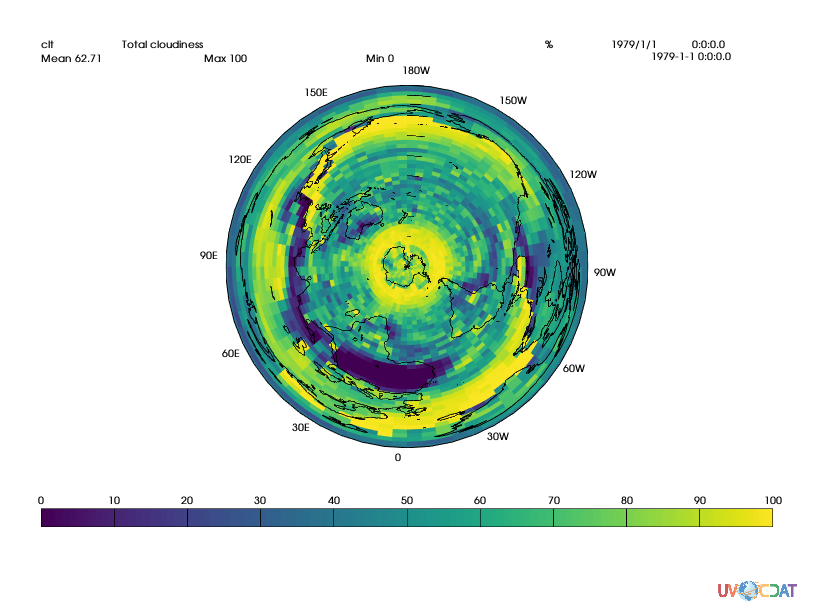 clt Total cloudiness % 1979/1/1 0:0:0.0
Mean 62.71 Max 100 Min 0 1979-1-1 0:0:0.0
180W
150E 150W
120E 120W
90E 90W
60E 60W
30E 30W
0
0 10 20 30 40 50 60 70 80 90 100
UV CDAT